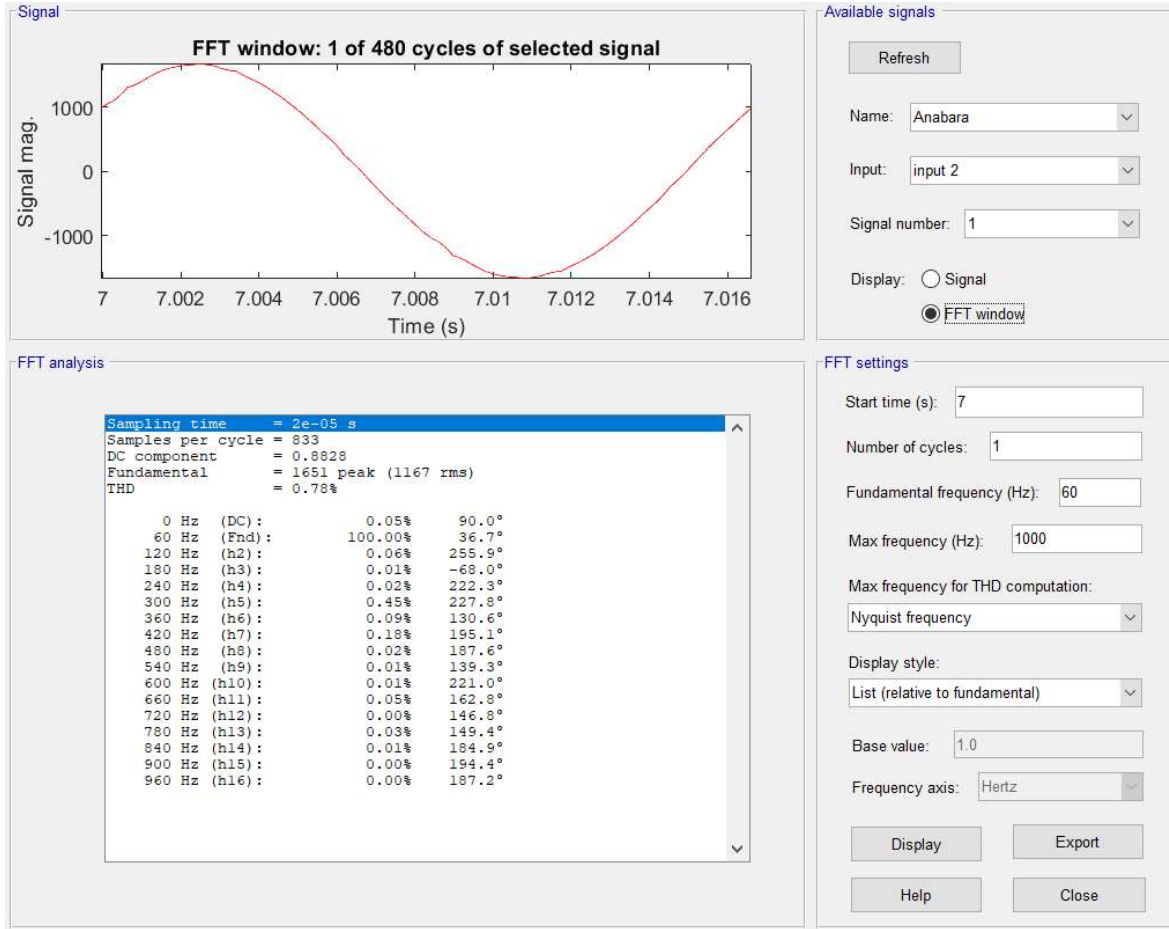 Signal
FFT window: 1 of 480 cycles of selected signal
Signal mag.
1000
0
-1000
7 7.002 7.004 7.006 7.008 7.01 7.012 7.014 7.016
Time (s)
Available signals
Refresh
Name: Anabara
Input: input 2
Signal number: 1
Display: Signal
FFT window
FFT analysis
Sampling time = 2e-05 s
Samples per cycle = 833
DC component = 0.8828
Fundamental = 1651 peak (1167 rms)
THD = 0.78%
0 Hz (DC): 0.05% 90.0°
60 Hz (Fnd): 100.00% 36.7°
120 Hz (h2): 0.06% 255.9°
180 Hz (h3): 0.01% -68.0°
240 Hz (h4): 0.02% 222.3°
300 Hz (h5): 0.45% 227.8°
360 Hz (h6): 0.09% 130.6°
420 Hz (h7): 0.18% 195.1°
480 Hz (h8): 0.02% 187.6°
540 Hz (h9): 0.01% 139.3°
600 Hz (h10): 0.01% 221.0°
660 Hz (h11): 0.05% 162.8°
720 Hz (h12): 0.00% 146.8°
780 Hz (h13): 0.03% 149.4°
840 Hz (h14): 0.01% 184.9°
900 Hz (h15): 0.00% 194.4°
960 Hz (h16): 0.00% 187.2°
FFT settings
Start time (s): 7
Number of cycles: 1
Fundamental frequency (Hz): 60
Max frequency (Hz): 1000
Max frequency for THD computation:
Nyquist frequency
Display style:
List (relative to fundamental)
Base value: 1.0
Frequency axis: Hertz
Display Export
Help Close